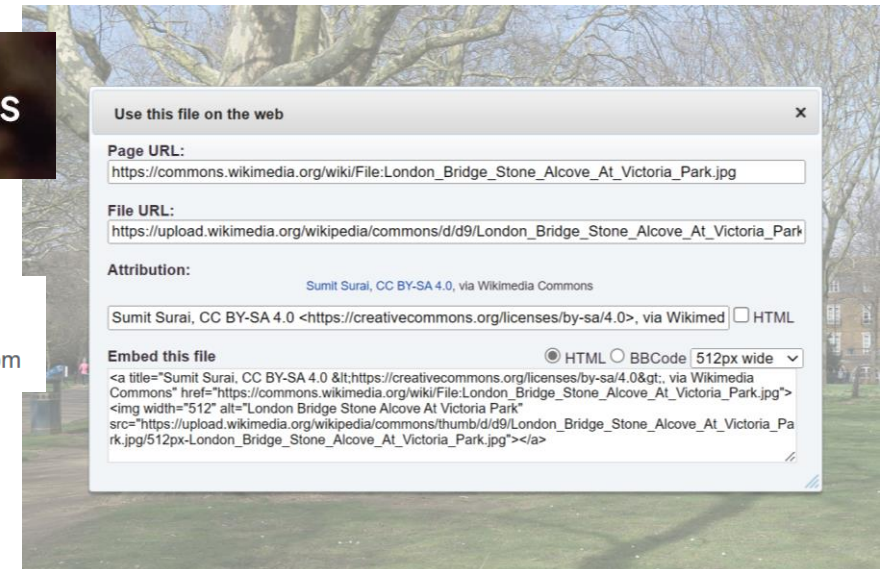 s
Use this file on the web
×
Page URL:
https://commons.wikimedia.org/wiki/File:London_Bridge_Stone_Alcove_At_Victoria_Park.jpg
File URL:
https://upload.wikimedia.org/wikipedia/commons/d/d9/London_Bridge_Stone_Alcove_At_Victoria_Park
Attribution:
Sumit Surai, CC BY-SA 4.0, via Wikimedia Commons
Sumit Surai, CC BY-SA 4.0 <https://creativecommons.org/licenses/by-sa/4.0>, via Wikimed HTML
om
Embed this file HTML BBCode 512px wide
<a title="Sumit Surai, CC BY-SA 4.0 &lt;https://creativecommons.org/licenses/by-sa/4.0&gt;, via Wikimedia
Commons" href="https://commons.wikimedia.org/wiki/File:London_Bridge_Stone_Alcove_At_Victoria_Park.jpg">
<img width="512" alt="London Bridge Stone Alcove At Victoria Park"
src="https://upload.wikimedia.org/wikipedia/commons/thumb/d/d9/London_Bridge_Stone_Alcove_At_Victoria_Pa
rk.jpg/512px-London_Bridge_Stone_Alcove_At_Victoria_Park.jpg"></a>